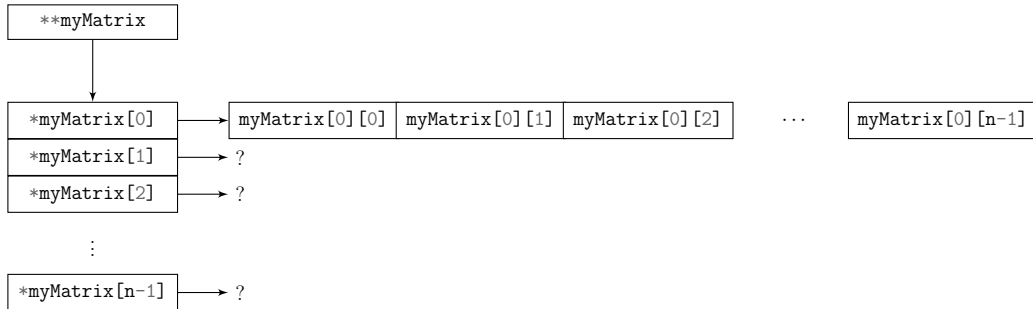 **myMatrix
*myMatrix[0] myMatrix[0][0] myMatrix[0][1] myMatrix[0][2] ... myMatrix[0][n-1]
*myMatrix[1] ?
*myMatrix[2] ?
⋮
*myMatrix[n-1] ?